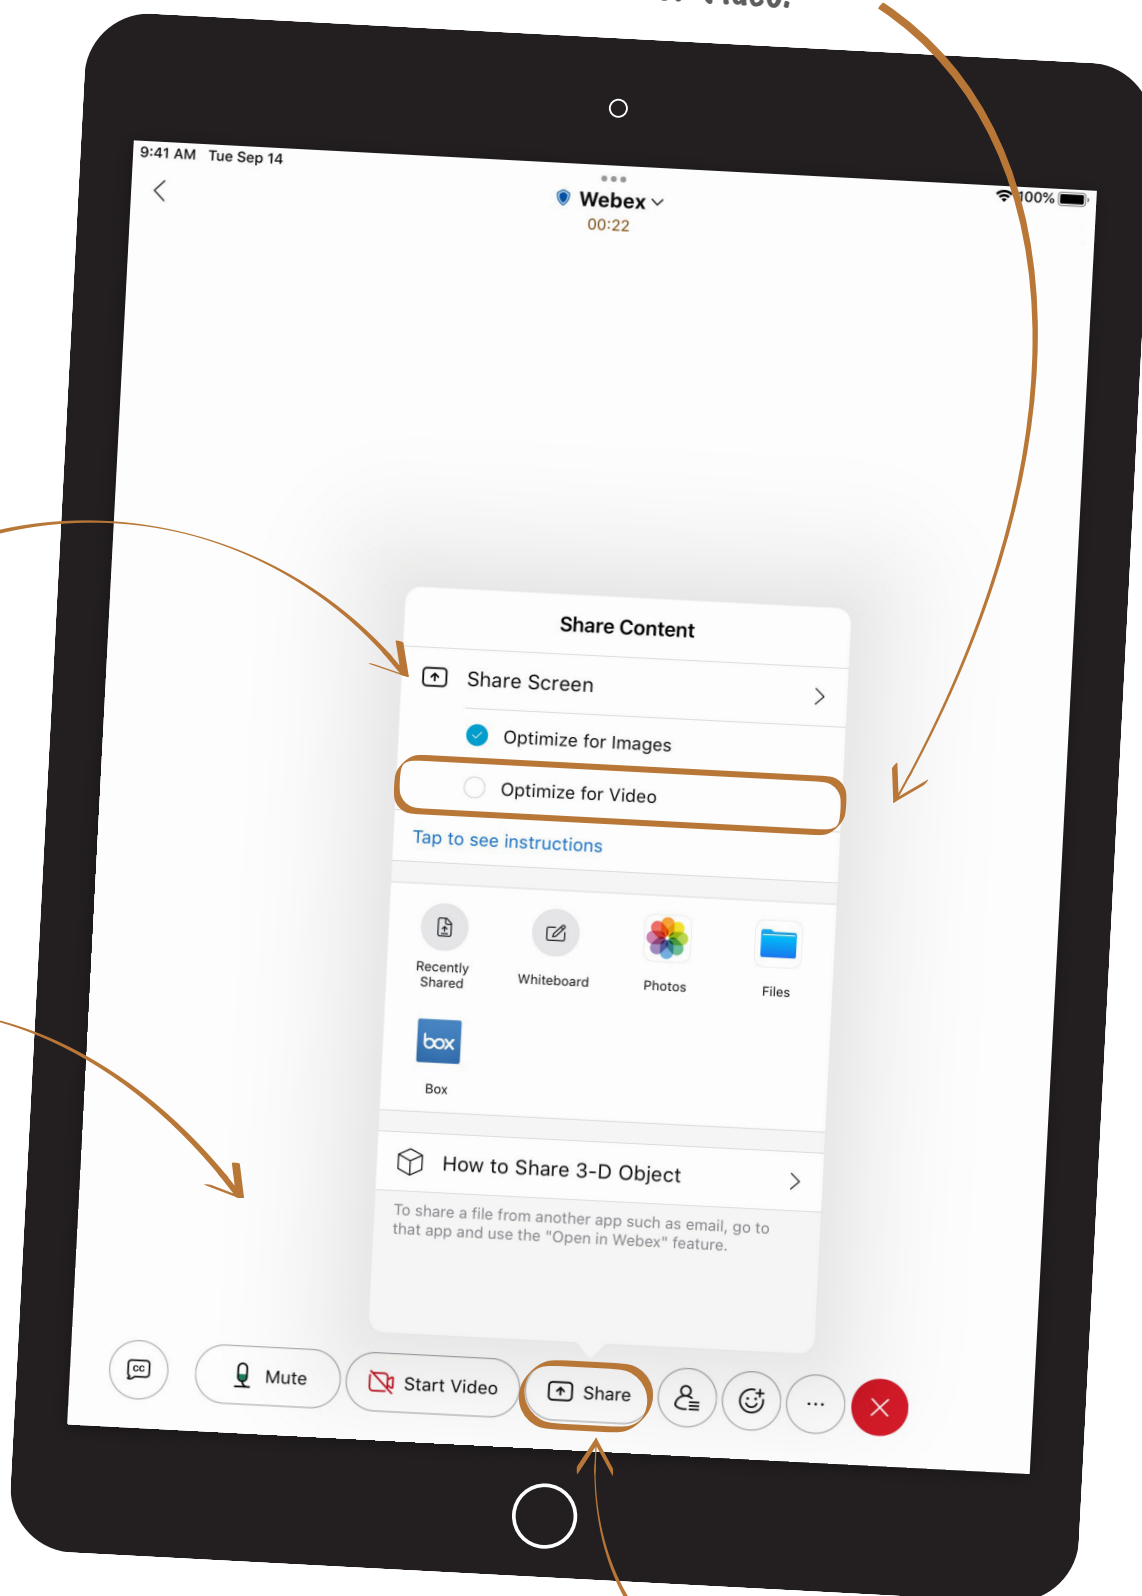 Video.
9:41 AM Tue Sep 14
100%
Webex
00:22
Share Content
Share Screen
Optimize for Images
Optimize for Video
Tap to see instructions
Recently
Shared
Whiteboard
Photos
Files
box
Box
How to Share 3-D Object
To share a file from another app such as email, go to
that app and use the "Open in Webex" feature.
CC
Mute
Start Video
Share